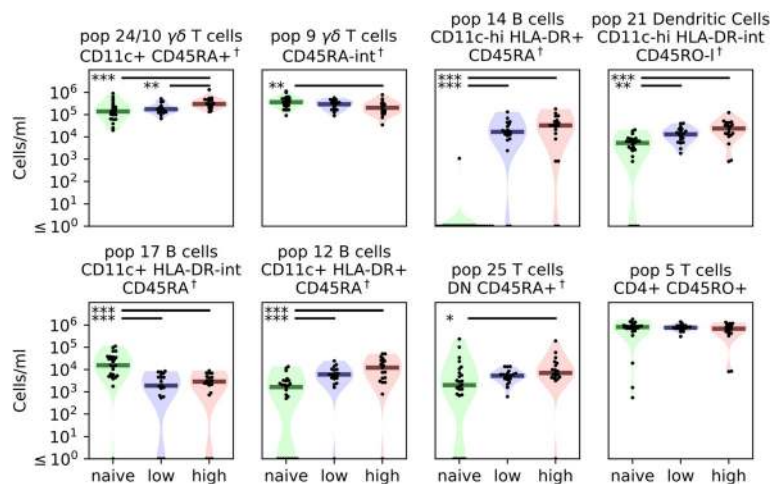 pop 24/10 γδ T cells
CD11c+ CD45RA+†
pop 9 γδ T cells
CD45RA-int†
pop 14 B cells
CD11c-hi HLA-DR+
CD45RA†
pop 21 Dendritic Cells
CD11c-hi HLA-DR-int
CD45RO-l†
*** **
**
***
***
***
**
Cells/ml
10⁶
10⁵
10⁴
10³
10²
10¹
≤ 10⁰
pop 17 B cells
CD11c+ HLA-DR-int
CD45RA†
pop 12 B cells
CD11c+ HLA-DR+
CD45RA†
pop 25 T cells
DN CD45RA+†
pop 5 T cells
CD4+ CD45RO+
***
***
***
***
*
Cells/ml
10⁶
10⁵
10⁴
10³
10²
10¹
≤ 10⁰
naive low high
naive low high
naive low high
naive low high